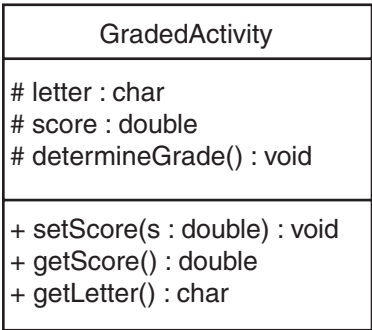 GradedActivity
# letter : char
# score : double
# determineGrade() : void
+ setScore(s : double) : void
+ getScore() : double
+ getLetter() : char